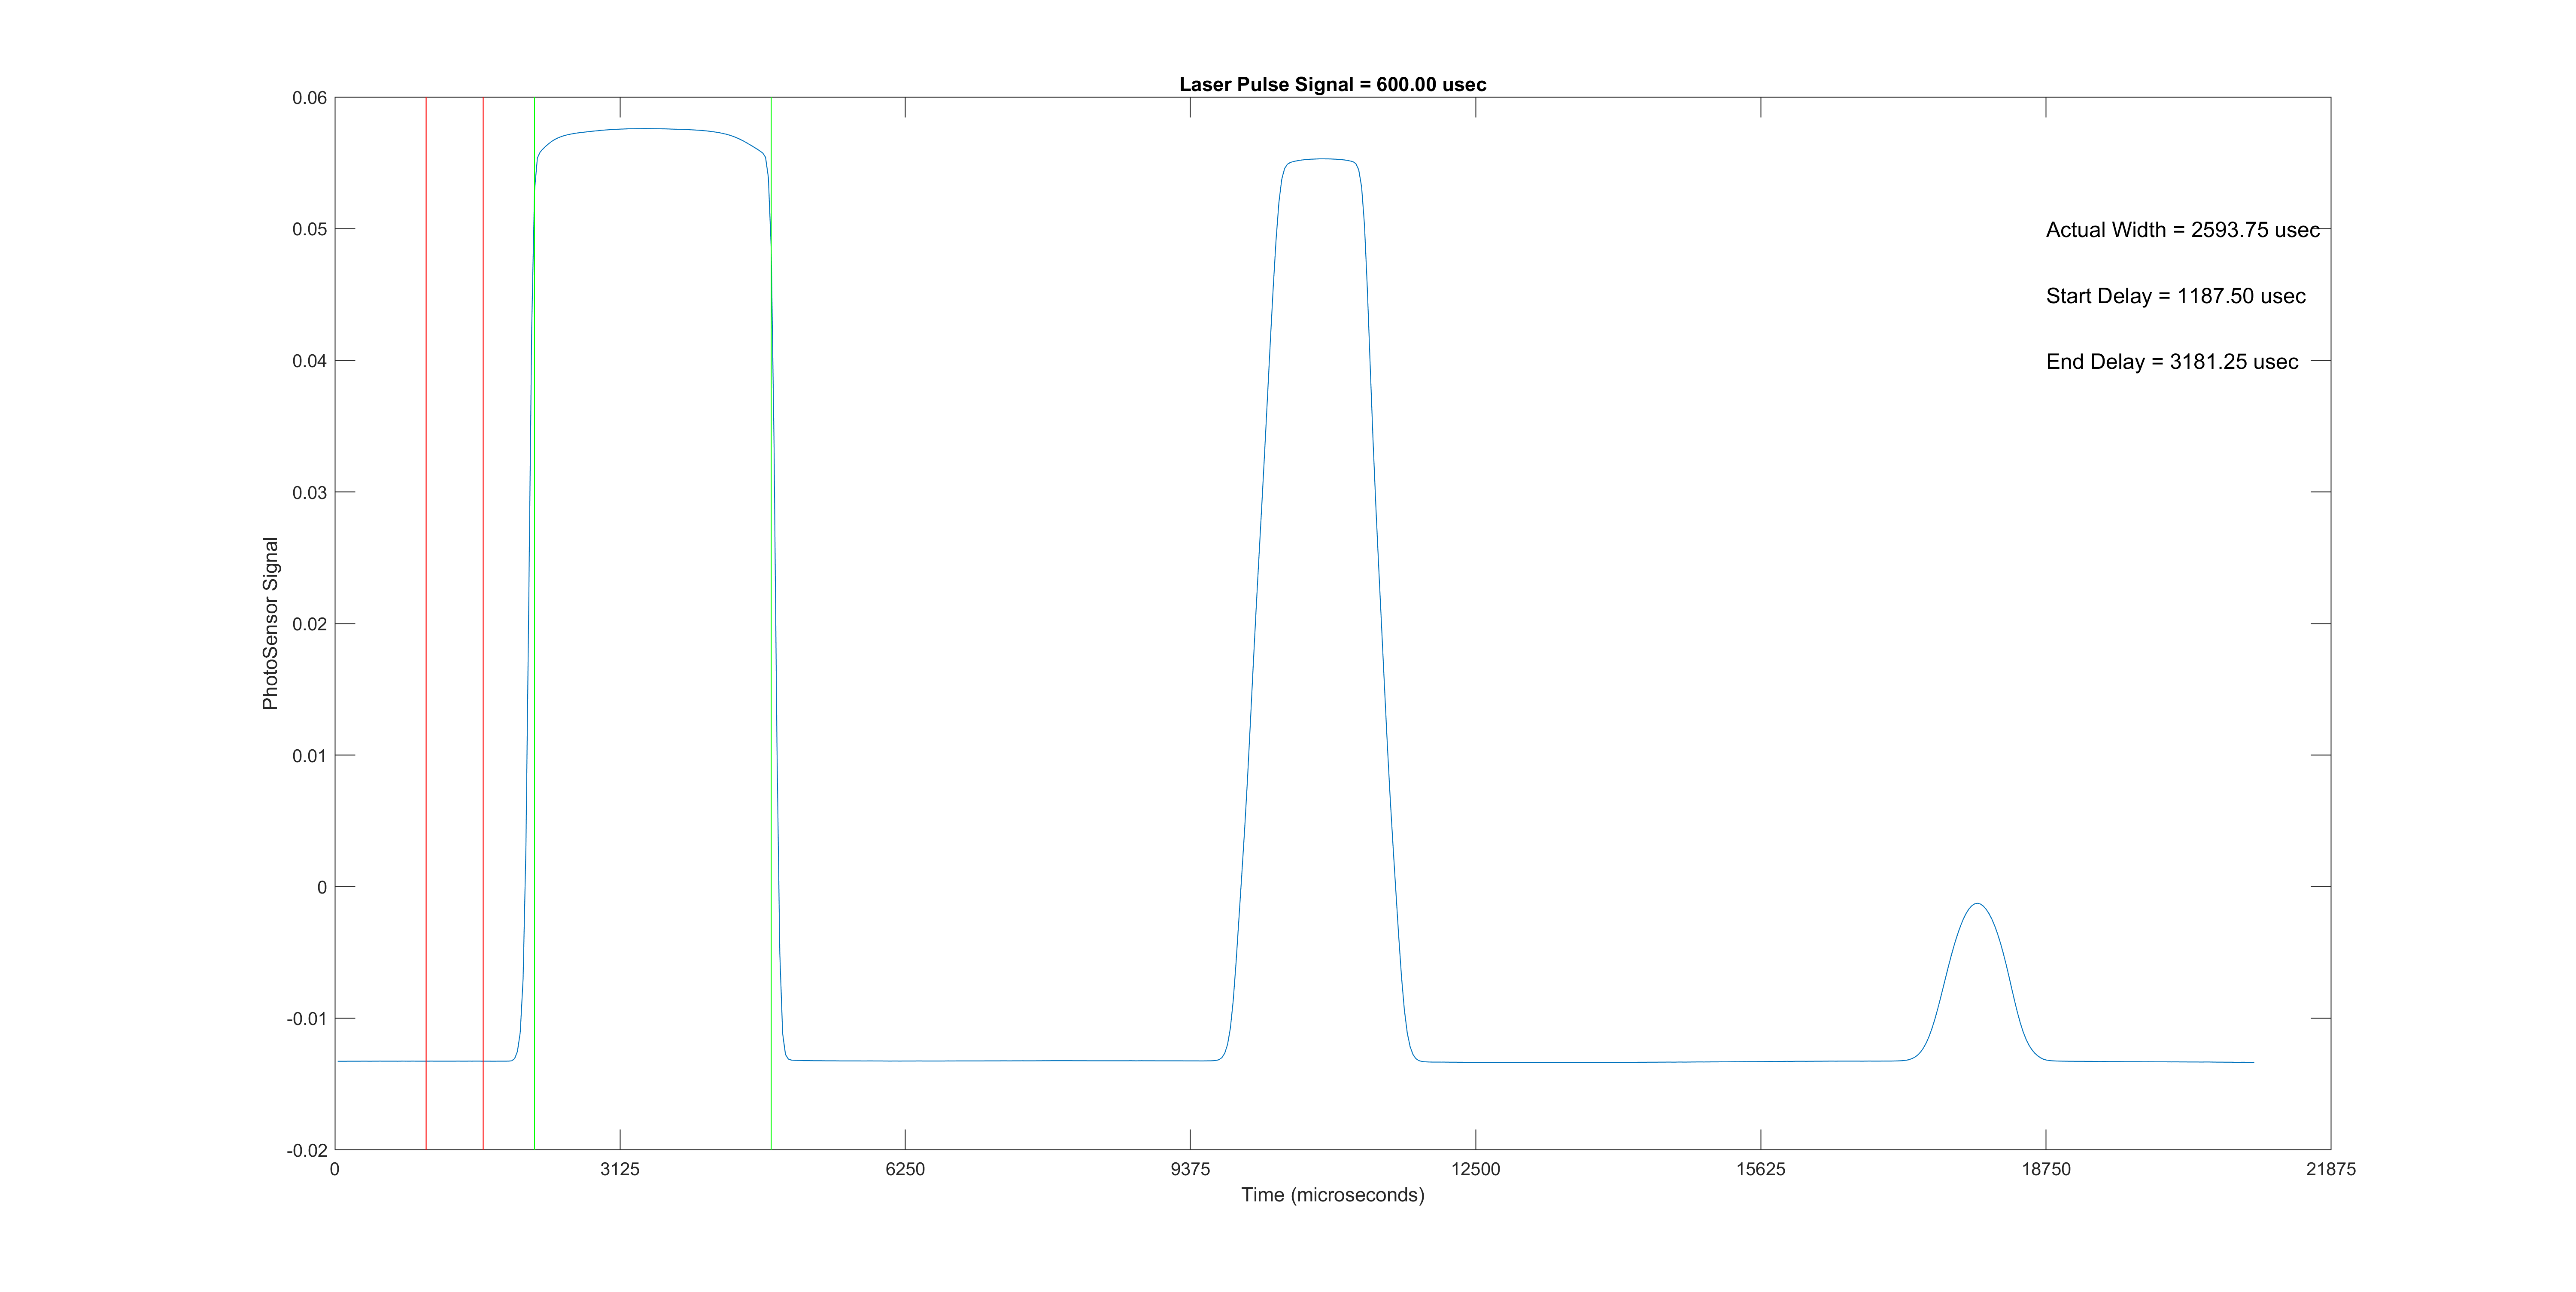 Laser Pulse Signal = 600.00 usec
0.06
0.05
0.04
0.03
0.02
0.01
0
-0.01
-0.02
PhotoSensor Signal
Actual Width = 2593.75 usec
Start Delay = 1187.50 usec
End Delay = 3181.25 usec
0 3125 6250 9375 12500 15625 18750 21875
Time (microseconds)